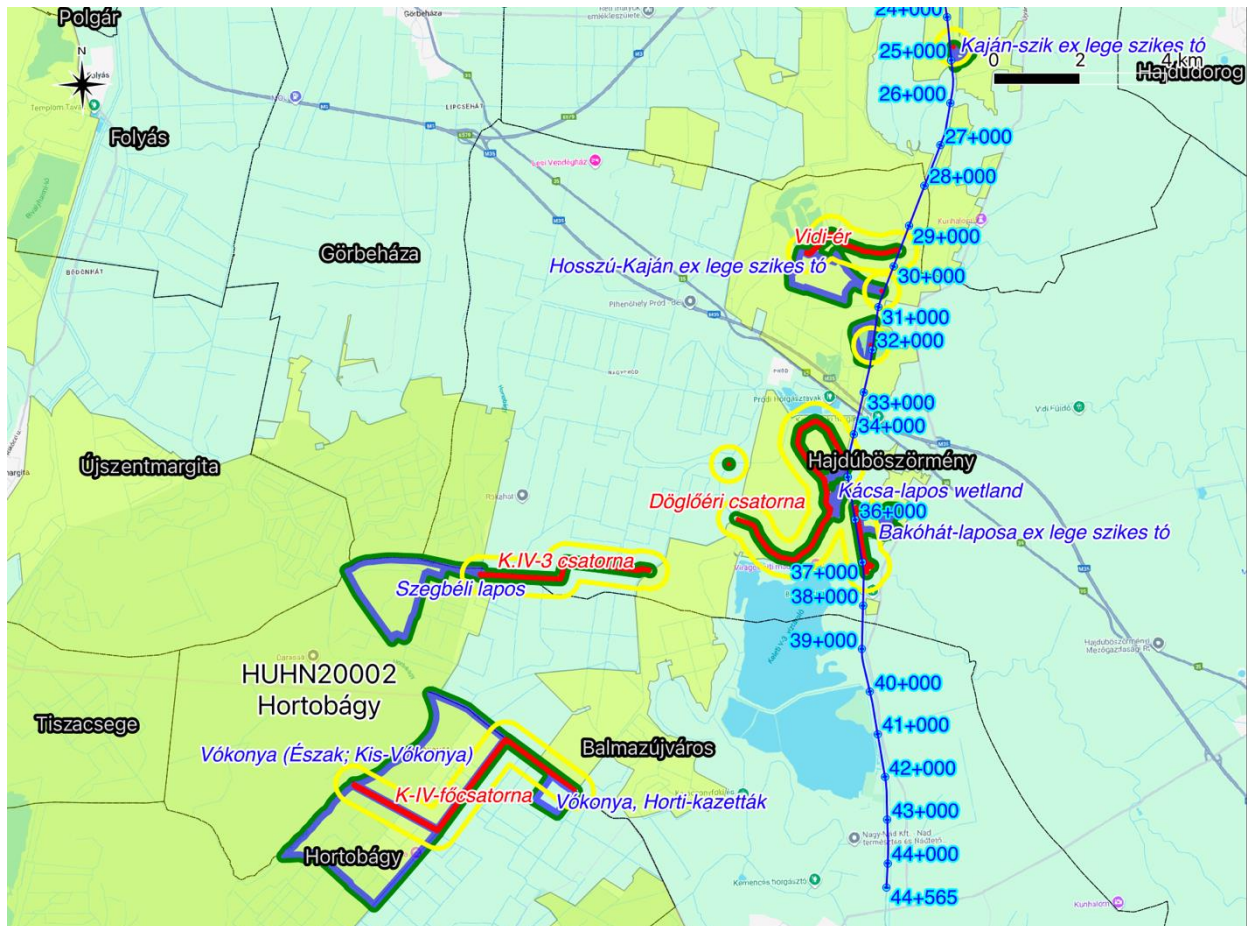 Polgár
Görbeháza
24+000
25+000
Kaján-szik ex lege szikes tó
0 2 4 km
N
Folyás
Hajdúdorog
26+000
LIPCSEHÁT
Folyás
27+000
28+000
Görbeháza
Vidi-ér
29+000
BÖDÖNHÁT
Hosszú-Kaján ex lege szikes tó
30+000
31+000
32+000
33+000
34+000
Újszentmargita
Hajdúböszörmény
Kácsa-lapos wetland
Döglőéri csatorna
36+000
Bakóhát-laposa ex lege szikes tó
K.IV-3 csatorna
37+000
Szegbéli lapos
38+000
39+000
HUHN20002
Hortobágy
40+000
Tiszacsege
41+000
Balmazújváros
Vókonya (Észak; Kis-Vókonya)
42+000
K-IV-főcsatorna
Vókonya, Horti-kazetták
43+000
Hortobágy
44+000
44+565
Kunhalom